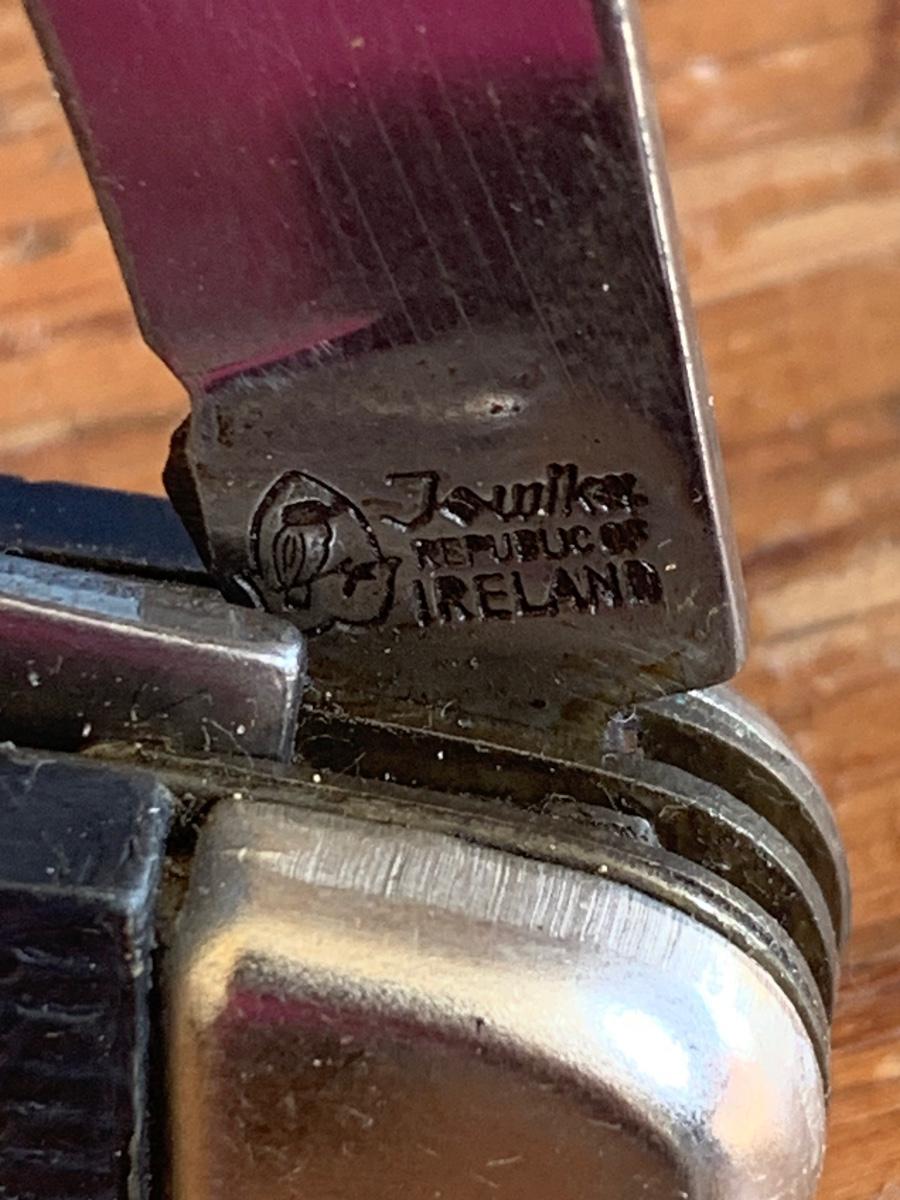 Jowika
REPUBLIC OF
IRELAND